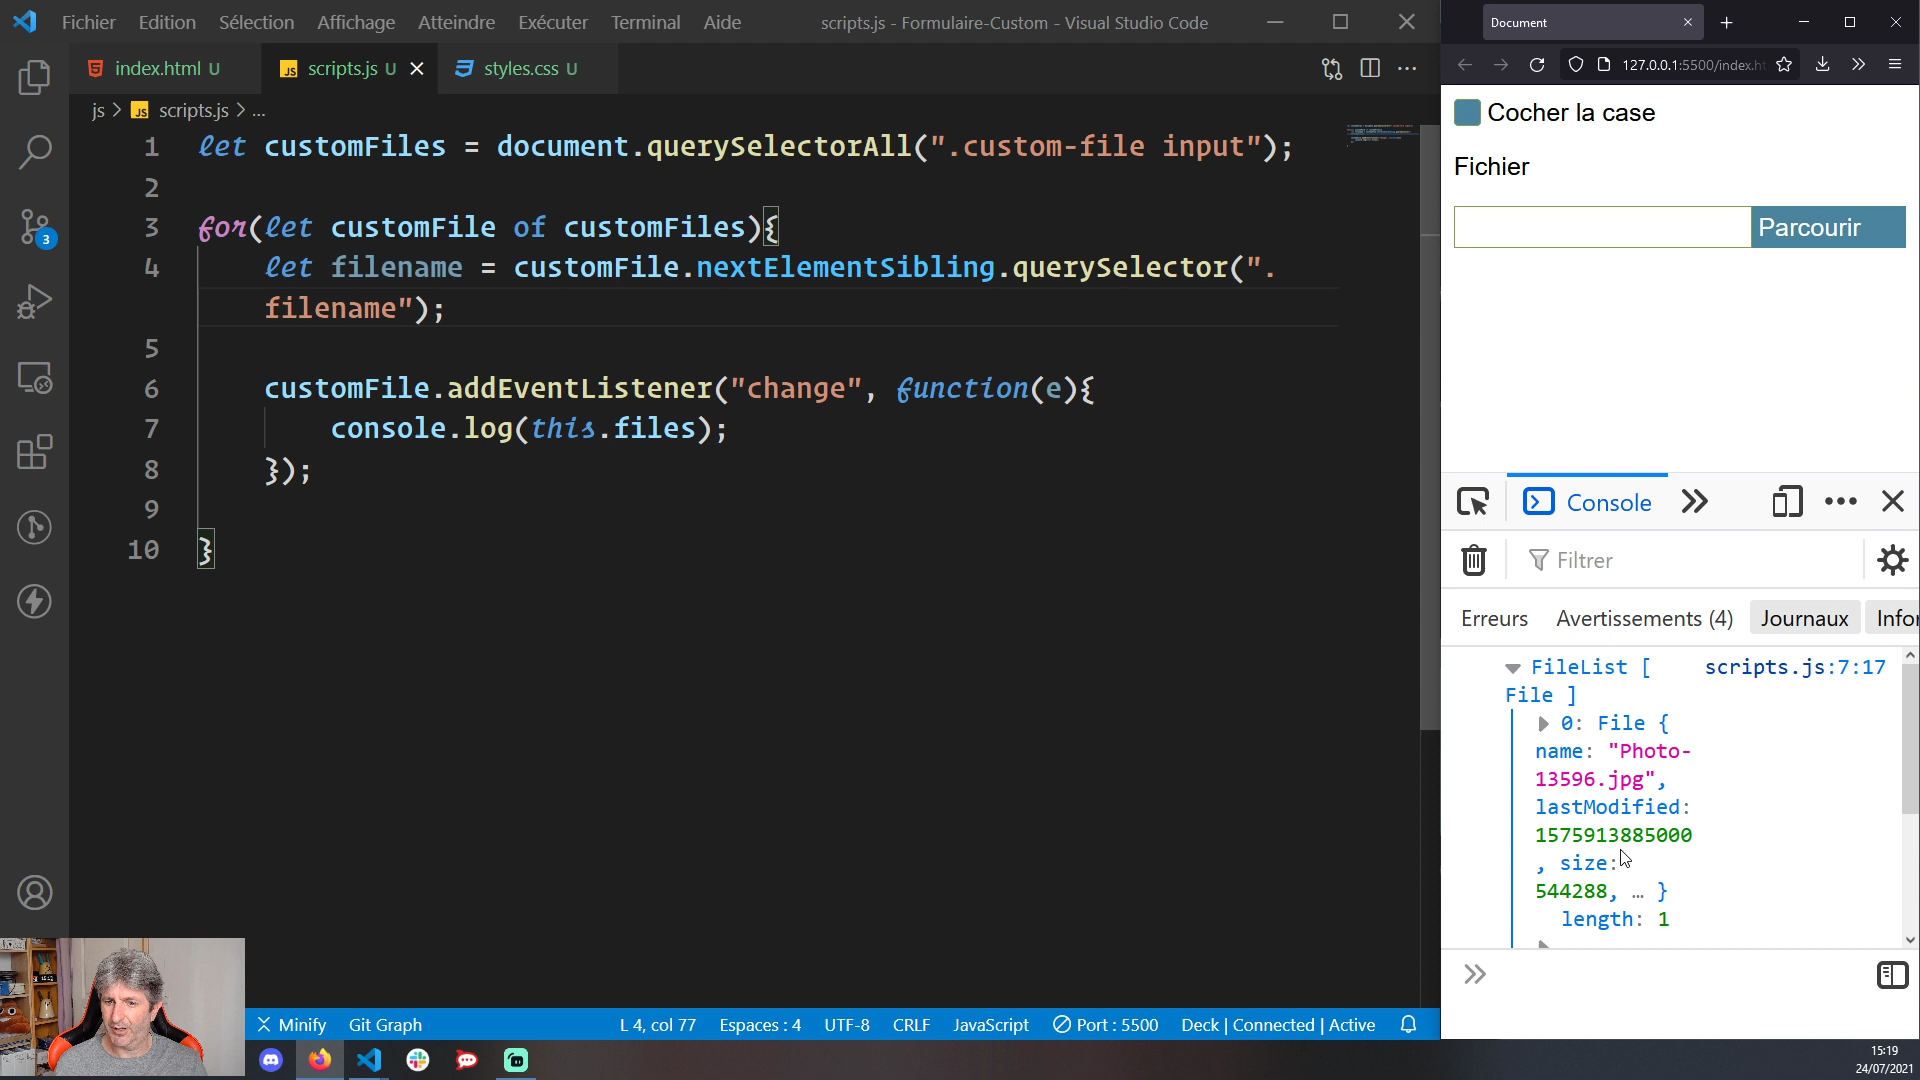 Fichier Edition Sélection Affichage Atteindre Exécuter Terminal Aide
scripts.js - Formulaire-Custom - Visual Studio Code
index.html U
JS scripts.js U
styles.css U
js > JS scripts.js > ...
1 let customFiles = document.querySelectorAll(".custom-file input");
2
3 for(let customFile of customFiles){
4 let filename = customFile.nextElementSibling.querySelector(".
filename");
5
6 customFile.addEventListener("change", function(e){
7 console.log(this.files);
8 });
9
10 }
3
Minify Git Graph
L 4, col 77 Espaces : 4 UTF-8 CRLF JavaScript Port : 5500 Deck | Connected | Active
Document
127.0.0.1:5500/index.ht
Cocher la case
Fichier
Parcourir
Console
Filtrer
Erreurs Avertissements (4) Journaux Infor
FileList [ scripts.js:7:17
File ]
0: File {
name: "Photo-
13596.jpg",
lastModified:
1575913885000
, size:
544288, … }
length: 1
15:19
24/07/2021